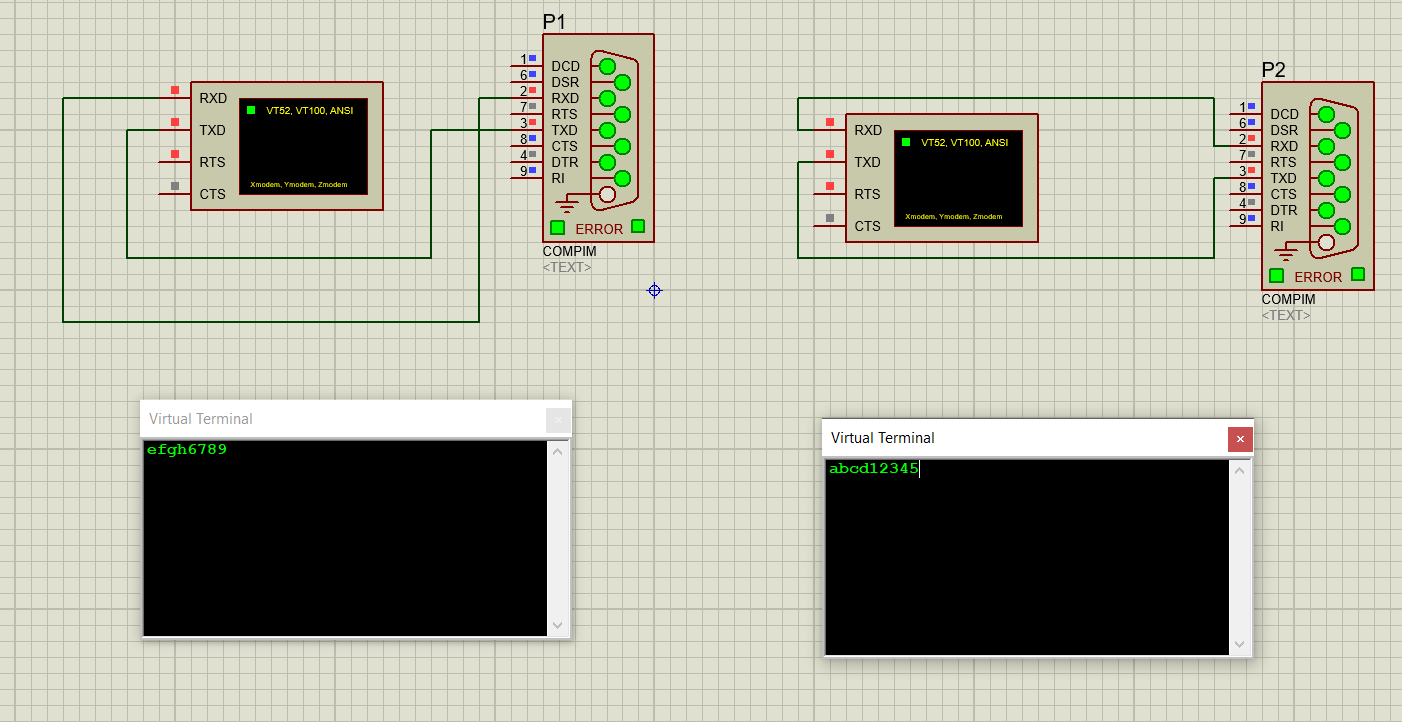 P1
1 DCD
6 DSR
2 RXD
7 RTS
3 TXD
8 CTS
4 DTR
9 RI
ERROR
COMPIM
<TEXT>
RXD
TXD
RTS
CTS
VT52, VT100, ANSI
Xmodem, Ymodem, Zmodem
P2
1 DCD
6 DSR
2 RXD
7 RTS
3 TXD
8 CTS
4 DTR
9 RI
ERROR
COMPIM
<TEXT>
RXD
TXD
RTS
CTS
VT52, VT100, ANSI
Xmodem, Ymodem, Zmodem
Virtual Terminal
efgh6789
Virtual Terminal
abcd12345